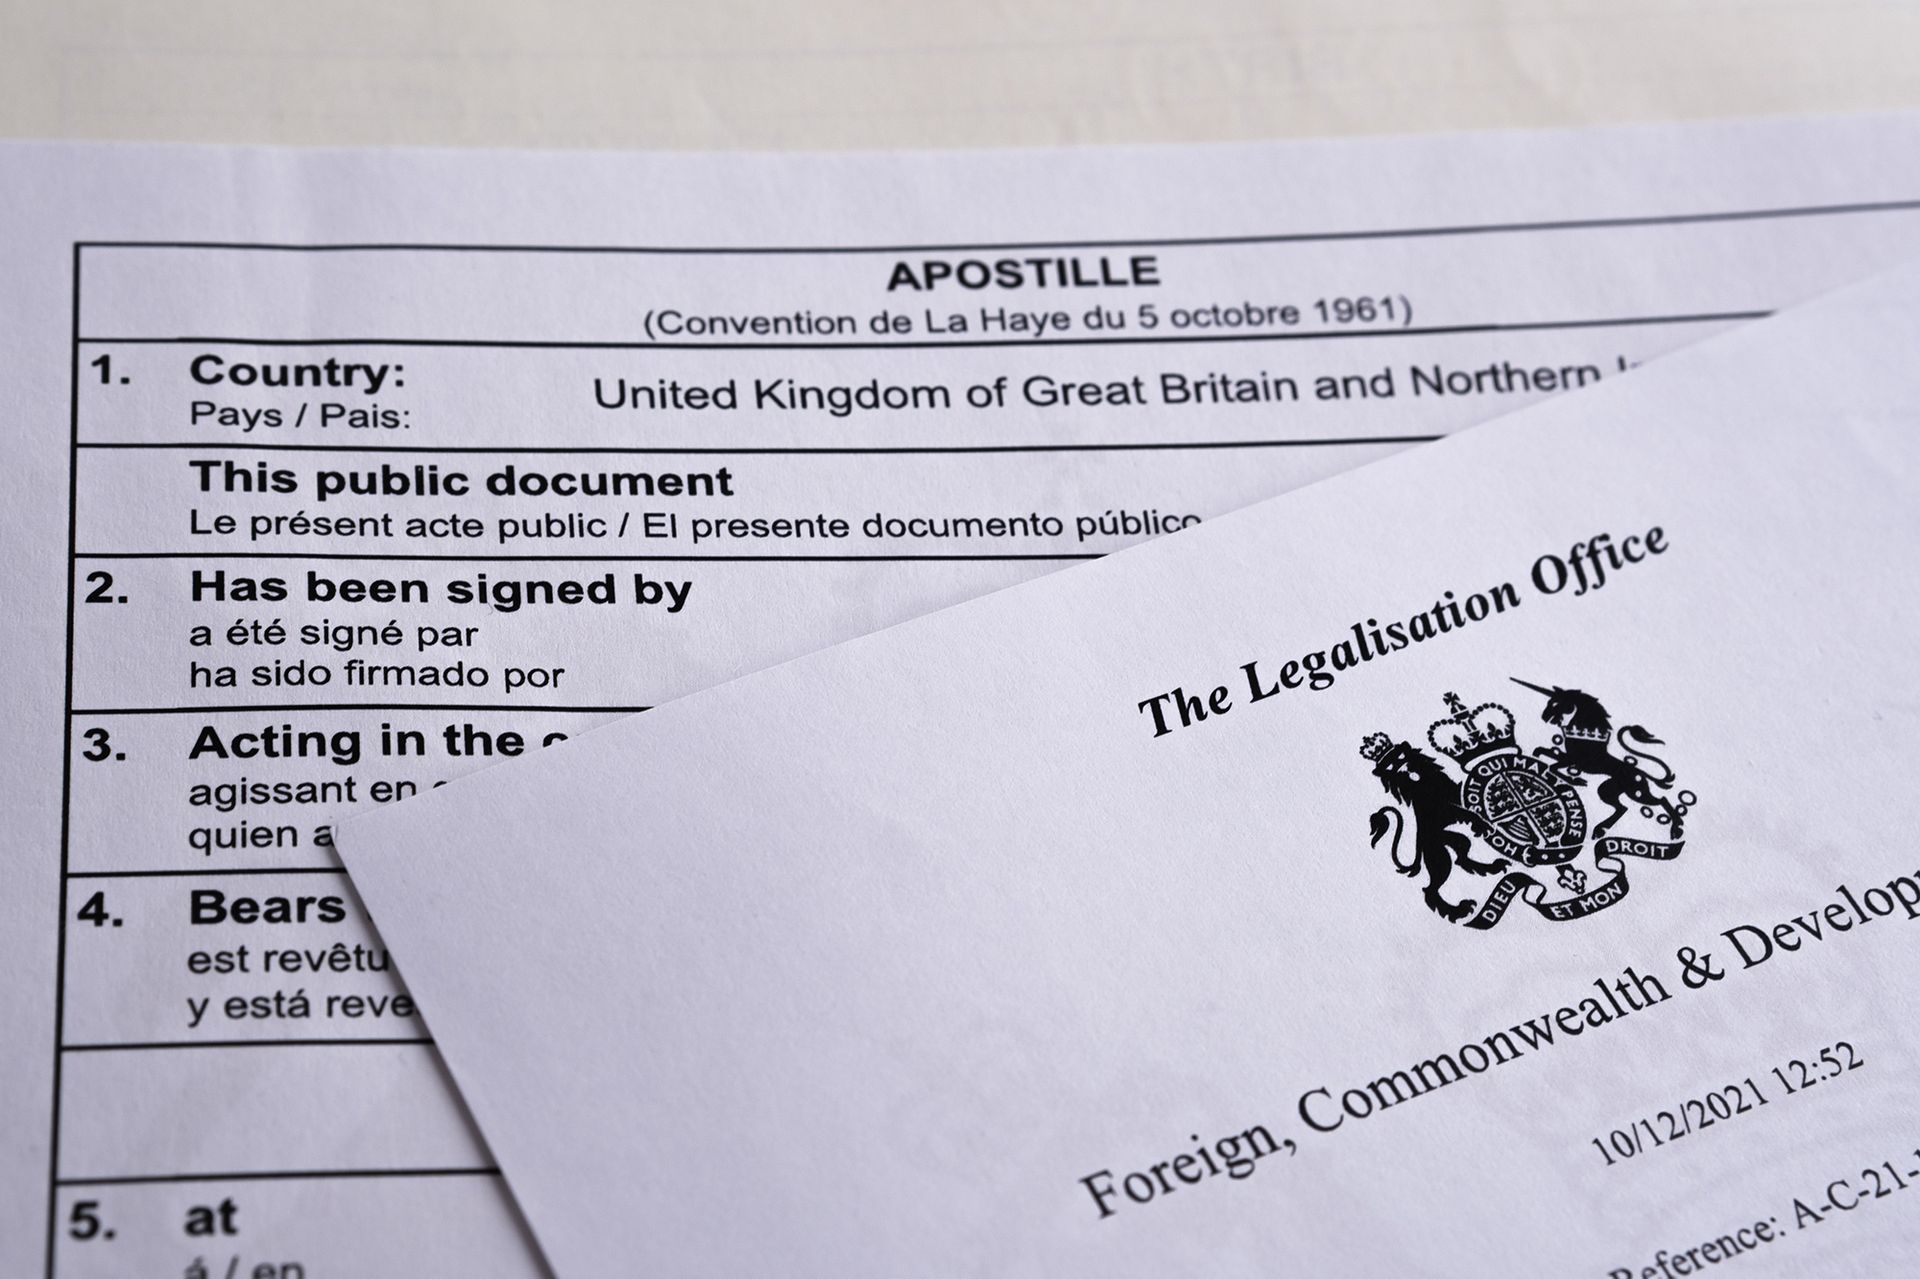 APOSTILLE
(Convention de La Haye du 5 octobre 1961)
1. Country: United Kingdom of Great Britain and Northern
Pays / Pais:
This public document
Le présent acte public / El presente documento público
2. Has been signed by
a été signé par
ha sido firmado por
3. Acting in the
agissant en
quien a
4. Bears
est revêtu
y está reve
5. at
á / en
The Legalisation Office
SOIT QUI MAL Y PENSE
DIEU ET MON DROIT
Foreign, Commonwealth & Develop
10/12/2021 12:52
Reference: A-C-21-